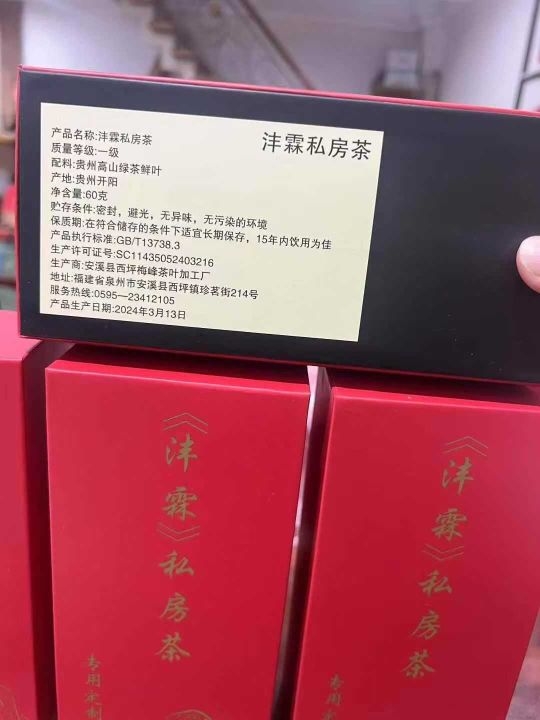 沣霖私房茶
产品名称:沣霖私房茶
质量等级:一级
配料:贵州高山绿茶鲜叶
产地:贵州开阳
净含量:60克
贮存条件:密封，避光，无异味，无污染的环境
保质期:在符合储存的条件下适宜长期保存，15年内饮用为佳
产品执行标准:GB/T13738.3
生产许可证号:SC11435052403216
生产商:安溪县西坪梅峰茶叶加工厂
地址:福建省泉州市安溪县西坪镇珍茗街214号
服务热线:0595—23412105
产品生产日期:2024年3月13日
《沣霖》私房茶
专用定制
《沣霖》私房茶
专用定